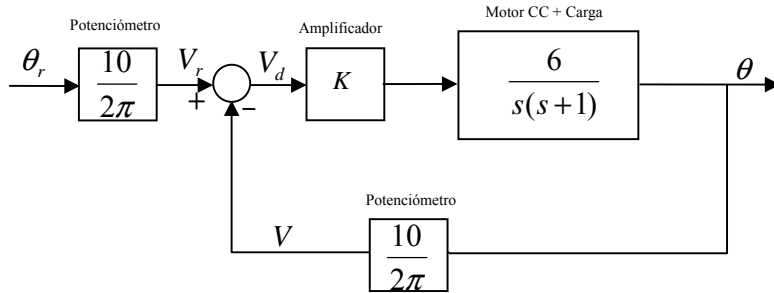 Potenciómetro
Amplificador
Motor CC + Carga
θr
10
2π
Vr
+
−
Vd
K
6
s(s+1)
θ
Potenciómetro
V
10
2π